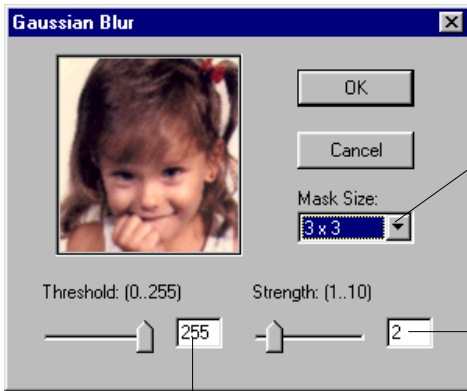 Gaussian Blur
OK
Cancel
Mask Size:
3 x 3
Threshold: (0..255)
Strength: (1..10)
255
2